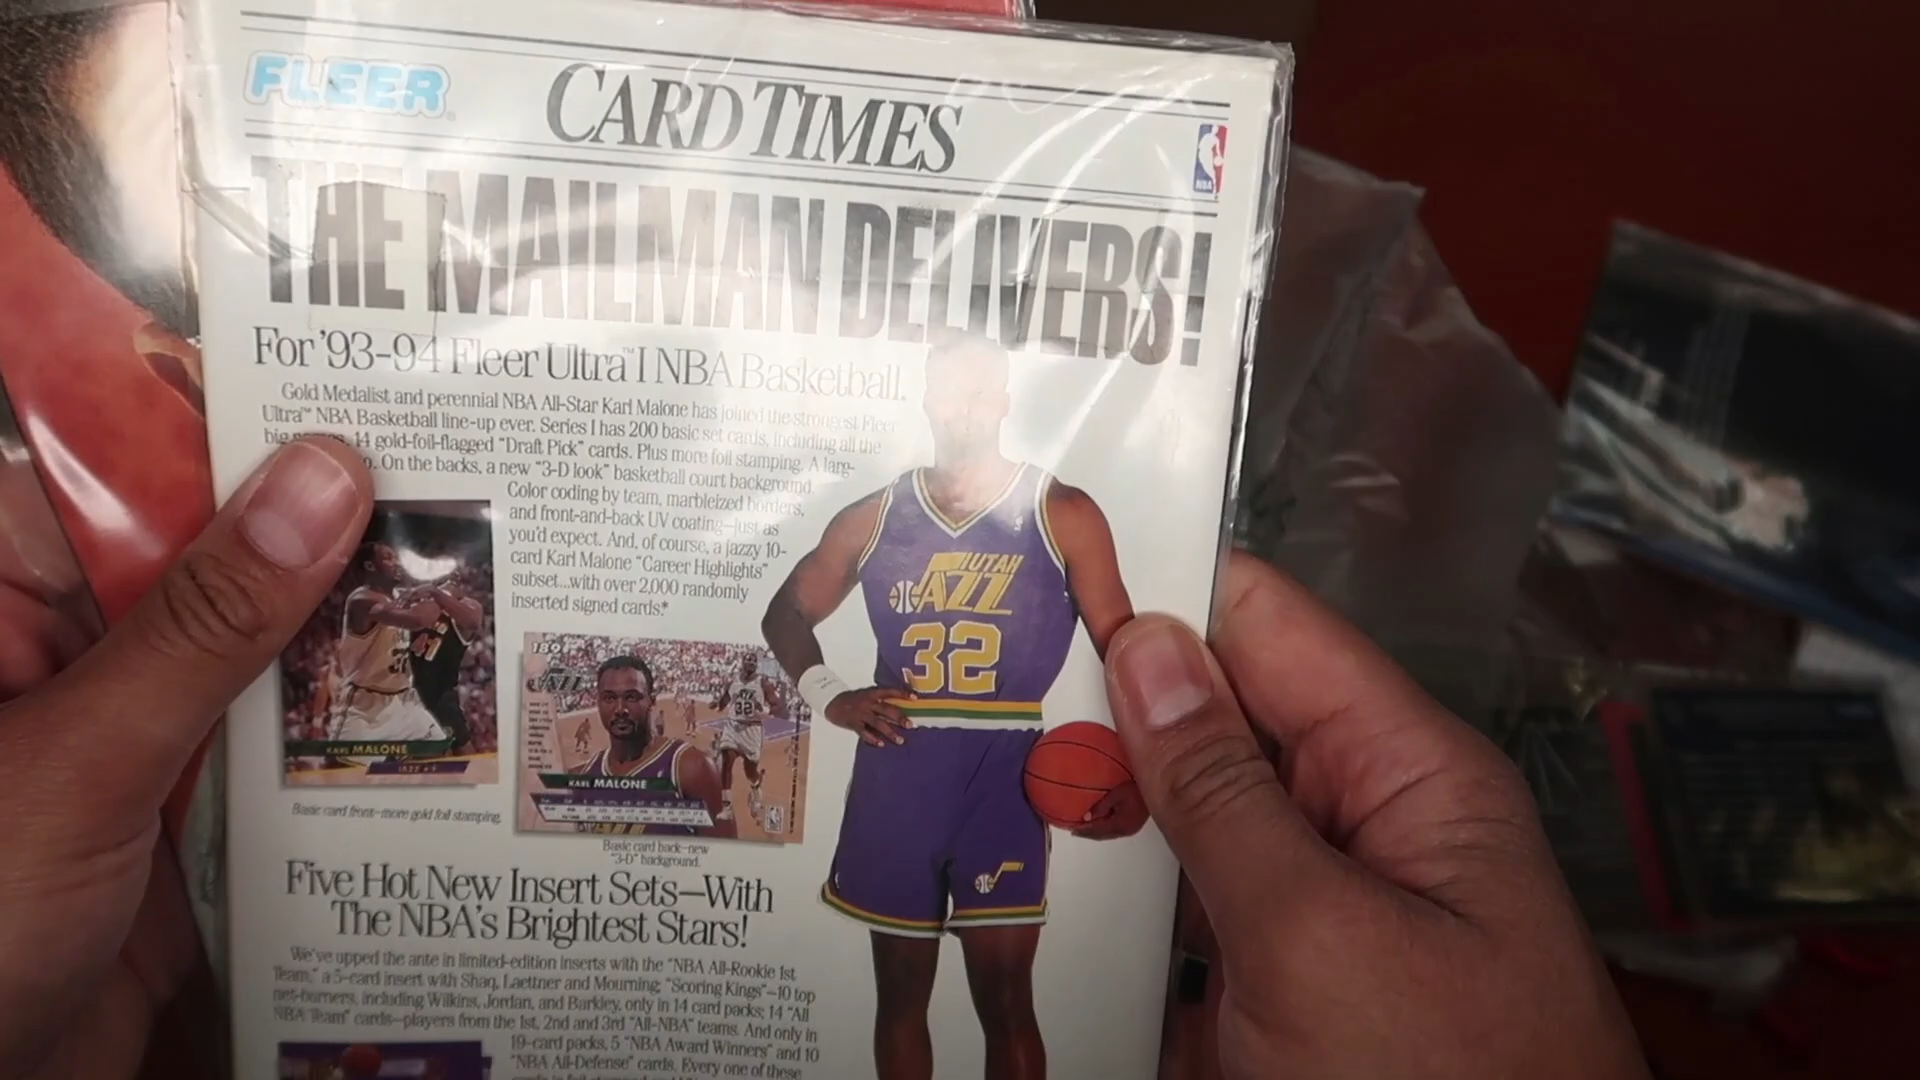 FLEER
CARD TIMES
NBA
THE MAILMAN DELIVERS!
For '93-94 Fleer Ultra™ I NBA Basketball.
Gold Medalist and perennial NBA All-Star Karl Malone has joined the strongest Fleer
Ultra™ NBA Basketball line-up ever. Series I has 200 basic set cards, including all the
big 14 gold-foil-flagged "Draft Pick" cards. Plus more foil stamping. A larg-
On the backs, a new "3-D look" basketball court background.
Color coding by team, marbleized borders,
and front-and-back UV coating—just as
you'd expect. And, of course, a jazzy 10-
card Karl Malone "Career Highlights"
subset...with over 2,000 randomly
inserted signed cards.*
UTAH
JAZZ
32
41
KARL MALONE
JAZZ
Basic card front—more gold foil stamping.
JAZZ
32
KARL MALONE
Basic card back—new
"3-D" background.
Five Hot New Insert Sets—With
The NBA's Brightest Stars!
We've upped the ante in limited-edition inserts with the "NBA All-Rookie 1st
Team," a 5-card insert with Shaq, Laettner and Mourning; "Scoring Kings"—10 top
net-burners, including Wilkins, Jordan, and Barkley, only in 14 card packs; 14 "All
NBA Team" cards—players from the 1st, 2nd and 3rd "All-NBA" teams. And only in
19-card packs, 5 "NBA Award Winners" and 10
"NBA All-Defense" cards. Every one of these